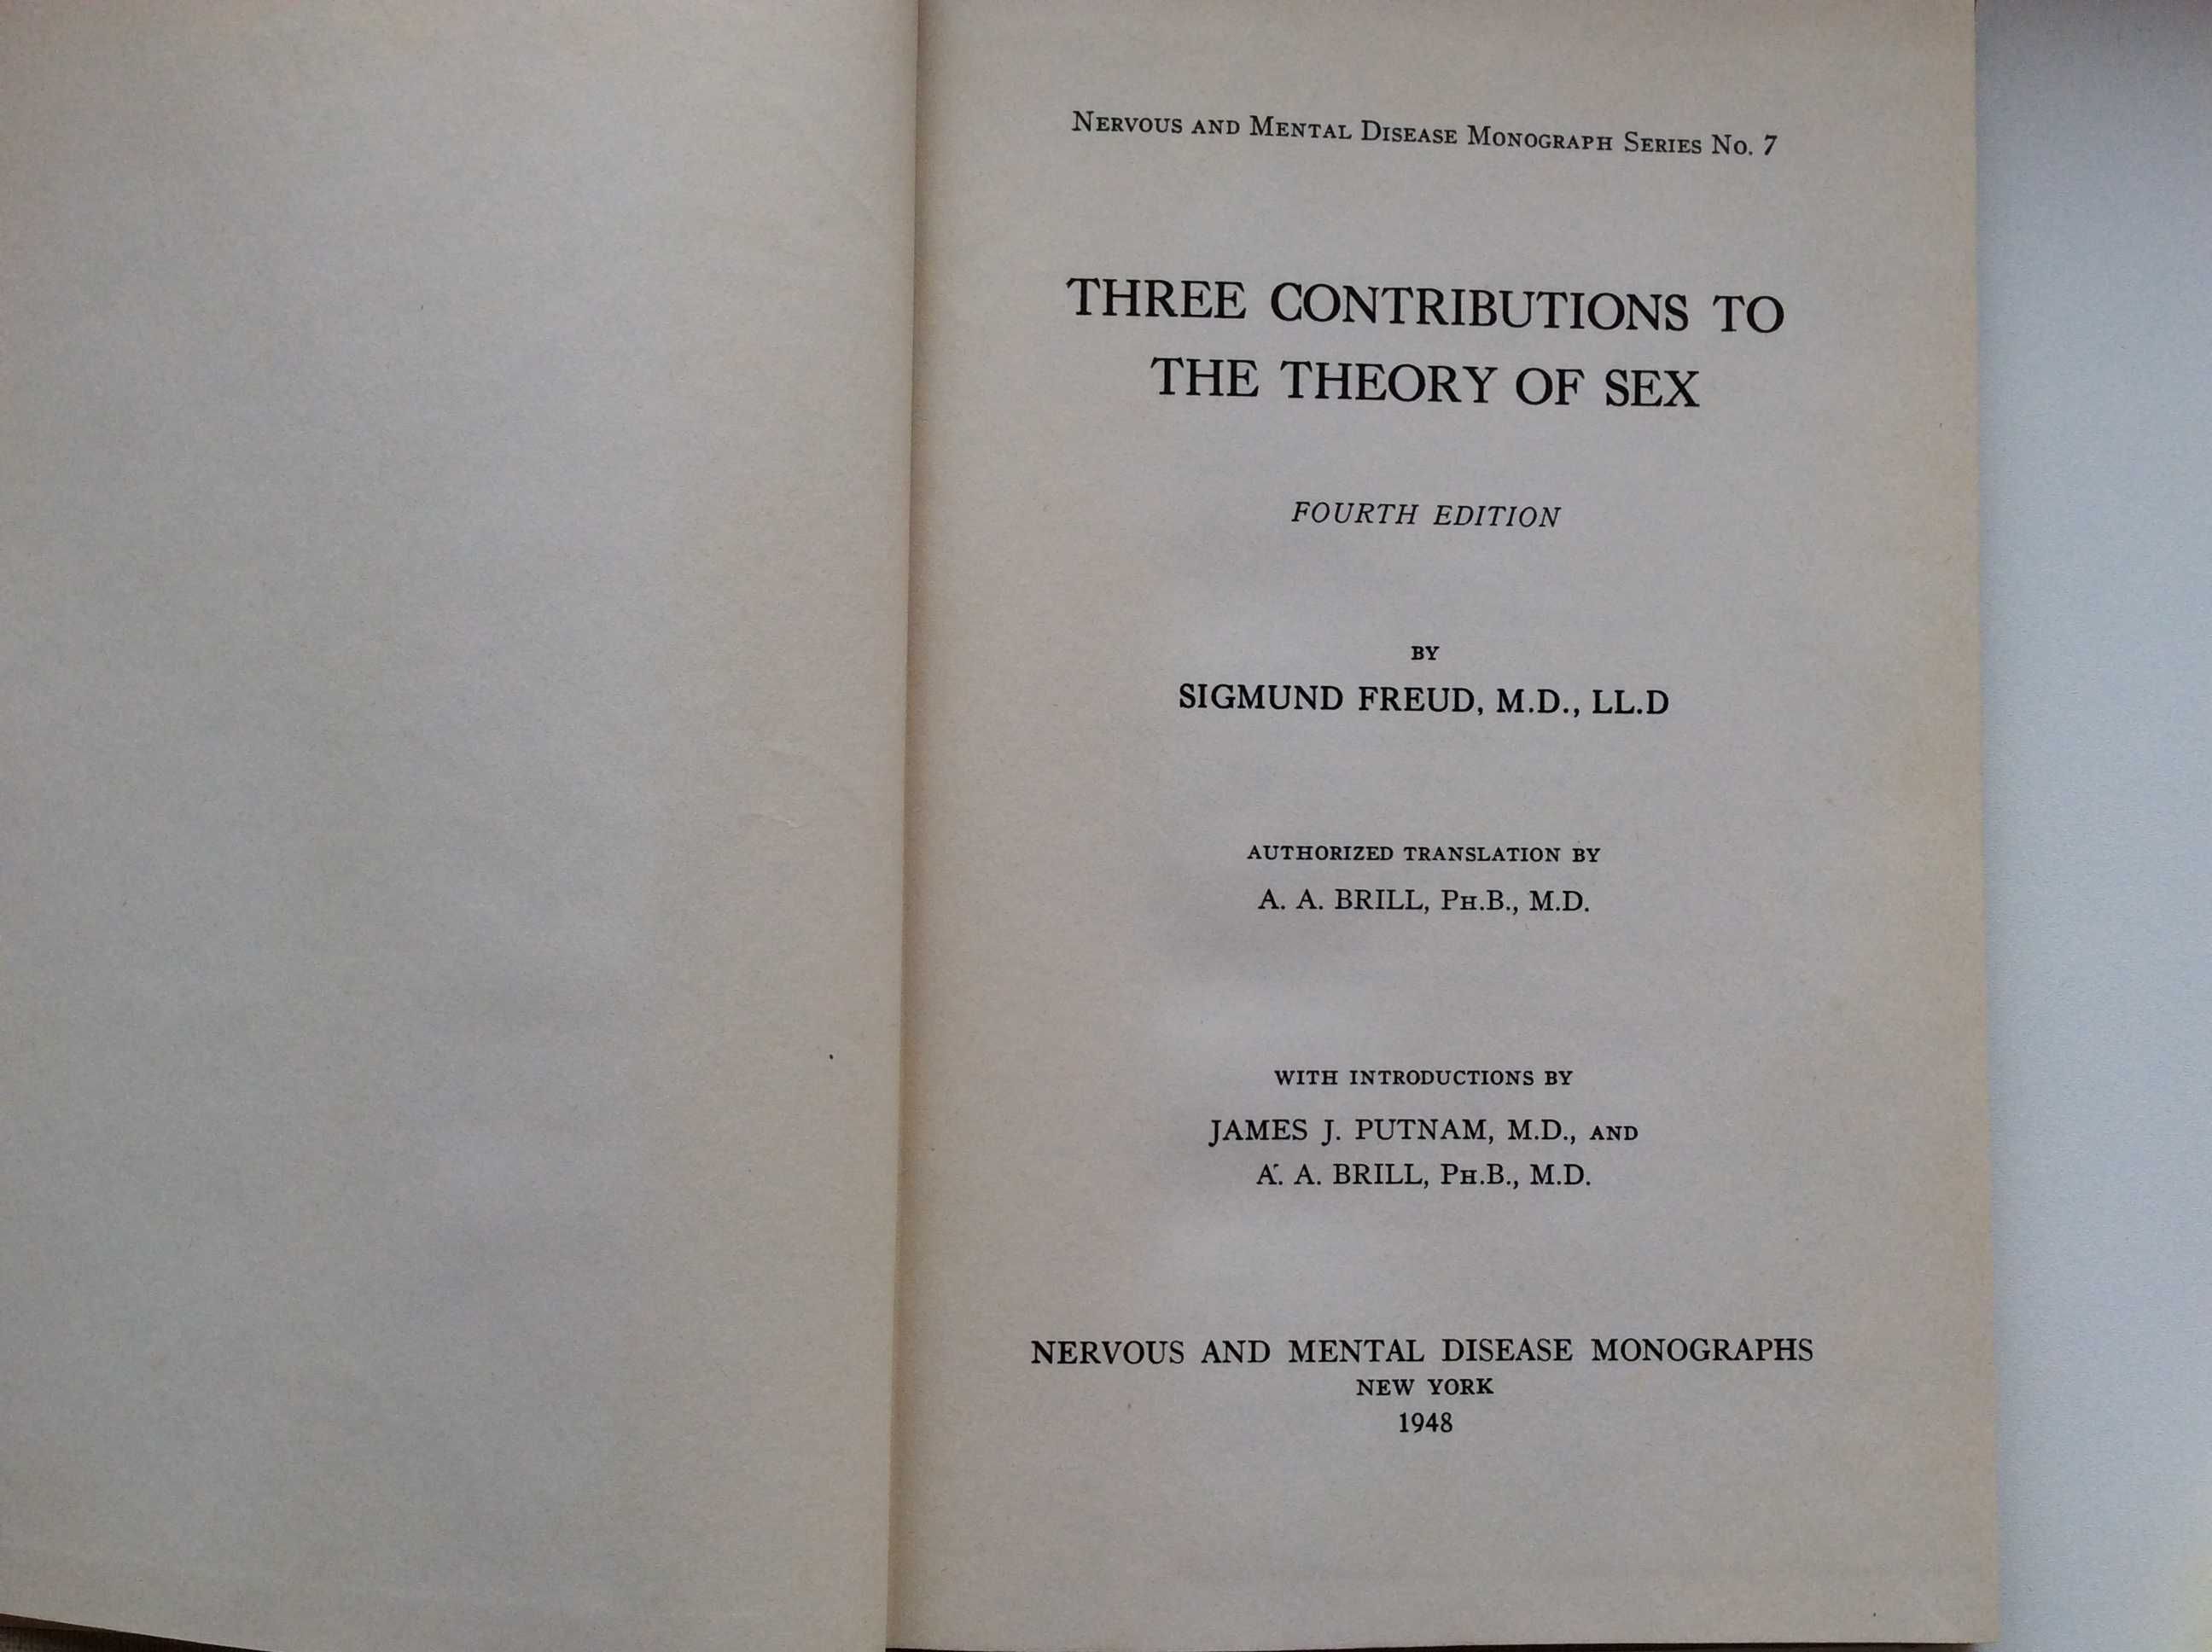 Nervous and Mental Disease Monograph Series No. 7
THREE CONTRIBUTIONS TO
THE THEORY OF SEX
FOURTH EDITION
BY
SIGMUND FREUD, M.D., LL.D
AUTHORIZED TRANSLATION BY
A. A. BRILL, Ph.B., M.D.
WITH INTRODUCTIONS BY
JAMES J. PUTNAM, M.D., AND
A. A. BRILL, Ph.B., M.D.
NERVOUS AND MENTAL DISEASE MONOGRAPHS
NEW YORK
1948